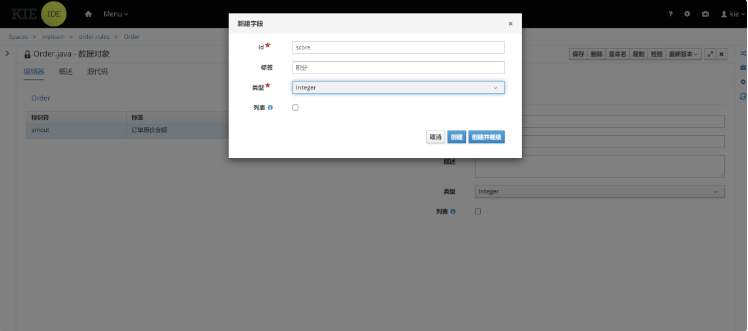 KIE IDE Menu ? kie
Spaces » myteam » order-rules » Order
Order.java - 数据对象
保存 删除 重命名 复制 检验 最新版本
编辑器 概述 源代码
Order
标识符 标签
amout 订单原价金额
新建字段 ×
Id * score
标签 积分
类型 * Integer
列表
取消 创建 创建并继续
描述
类型 Integer
列表